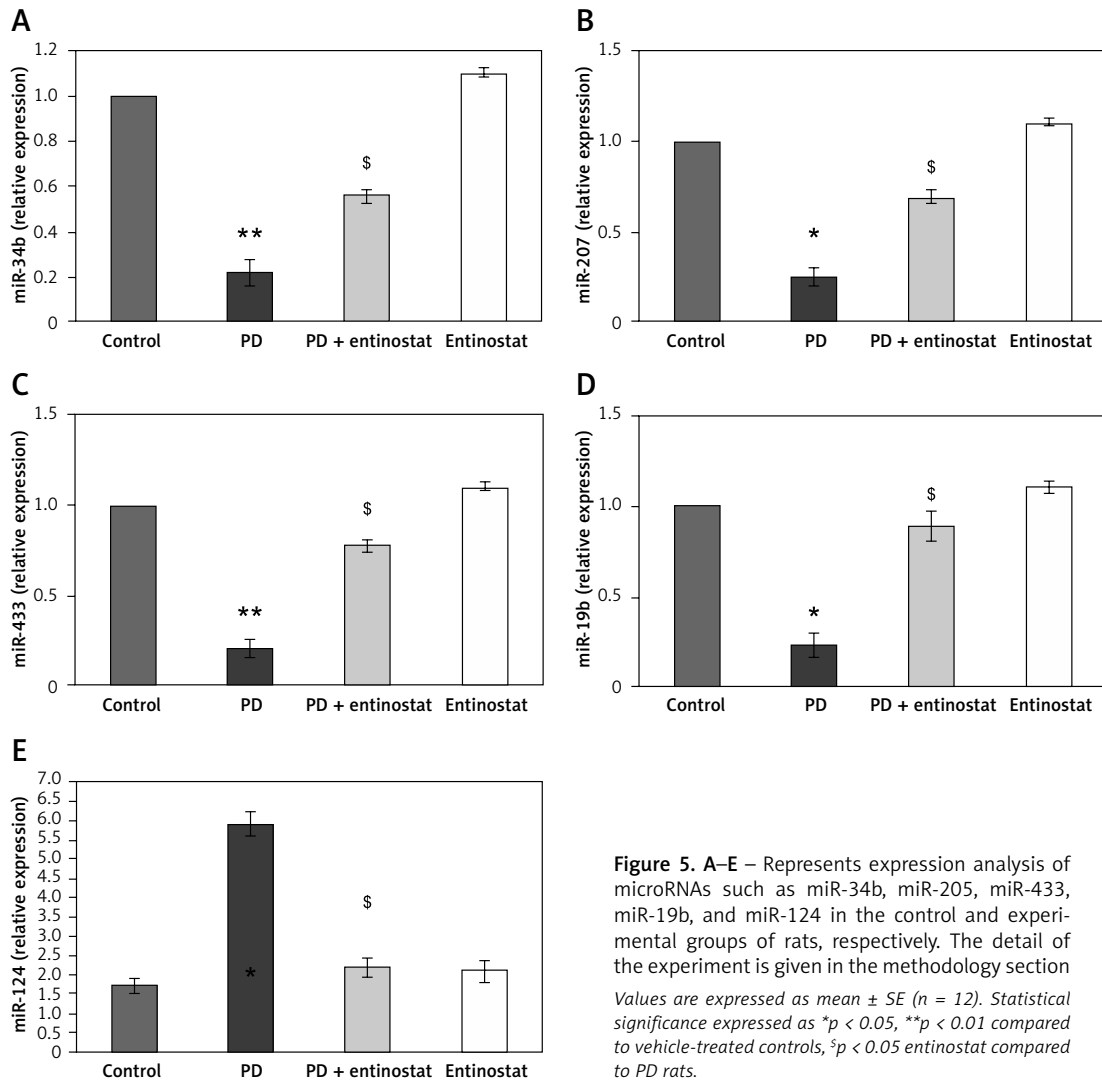 A
miR-34b (relative expression)
1.2
1.0
0.8
0.6
0.4
0.2
0
**
$
Control PD PD + entinostat Entinostat
B
miR-207 (relative expression)
1.5
1.0
0.5
0
*
$
Control PD PD + entinostat Entinostat
C
miR-433 (relative expression)
1.5
1.0
0.5
0
**
$
Control PD PD + entinostat Entinostat
D
miR-19b (relative expression)
1.5
1.0
0.5
0
*
$
Control PD PD + entinostat Entinostat
E
miR-124 (relative expression)
7.0
6.5
6.0
5.5
5.0
4.5
4.0
3.5
3.0
2.5
2.0
1.5
1.0
0.5
0
*
$
Control PD PD + entinostat Entinostat
Figure 5. A–E – Represents expression analysis of
microRNAs such as miR-34b, miR-205, miR-433,
miR-19b, and miR-124 in the control and experi-
mental groups of rats, respectively. The detail of
the experiment is given in the methodology section
Values are expressed as mean ± SE (n = 12). Statistical
significance expressed as *p < 0.05, **p < 0.01 compared
to vehicle-treated controls, $p < 0.05 entinostat compared
to PD rats.